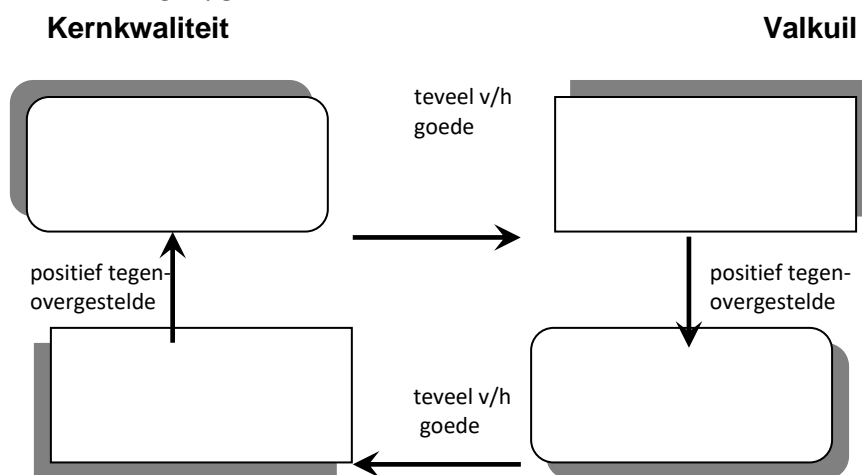 Kernkwaliteit
Valkuil
teveel v/h
goede
positief tegen-
overgestelde
positief tegen-
overgestelde
teveel v/h
goede